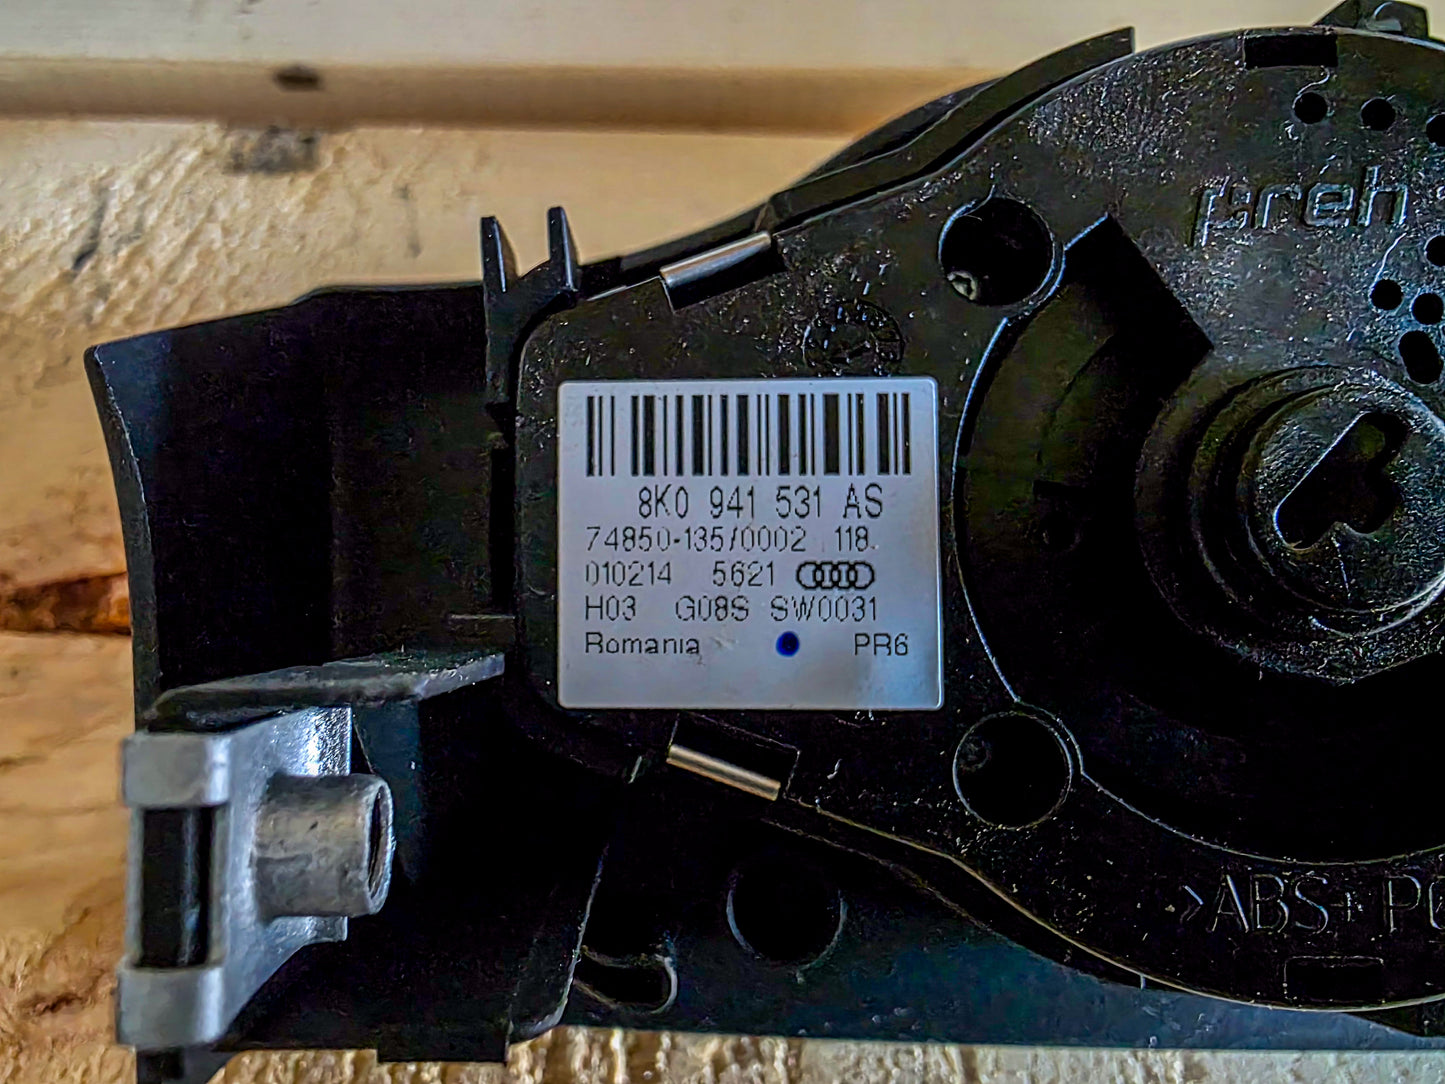 preh
8K0 941 531 AS
74850-135/0002 118.
010214 5621
H03 G08S SW0031
Romania PR6
>ABS+PC